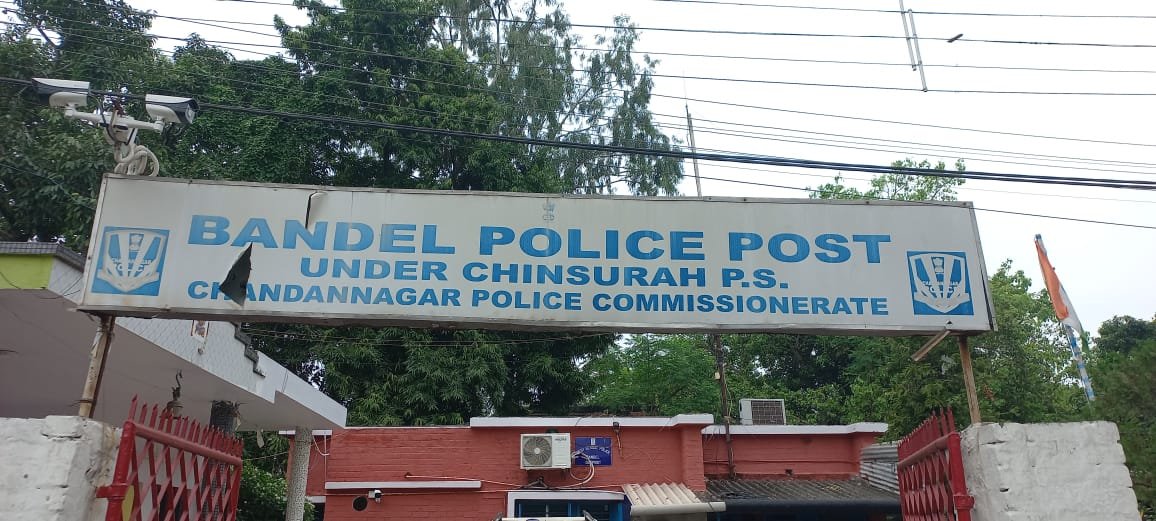 BANDEL POLICE POST
UNDER CHINSURAH P.S.
CHANDANNAGAR POLICE COMMISSIONERATE